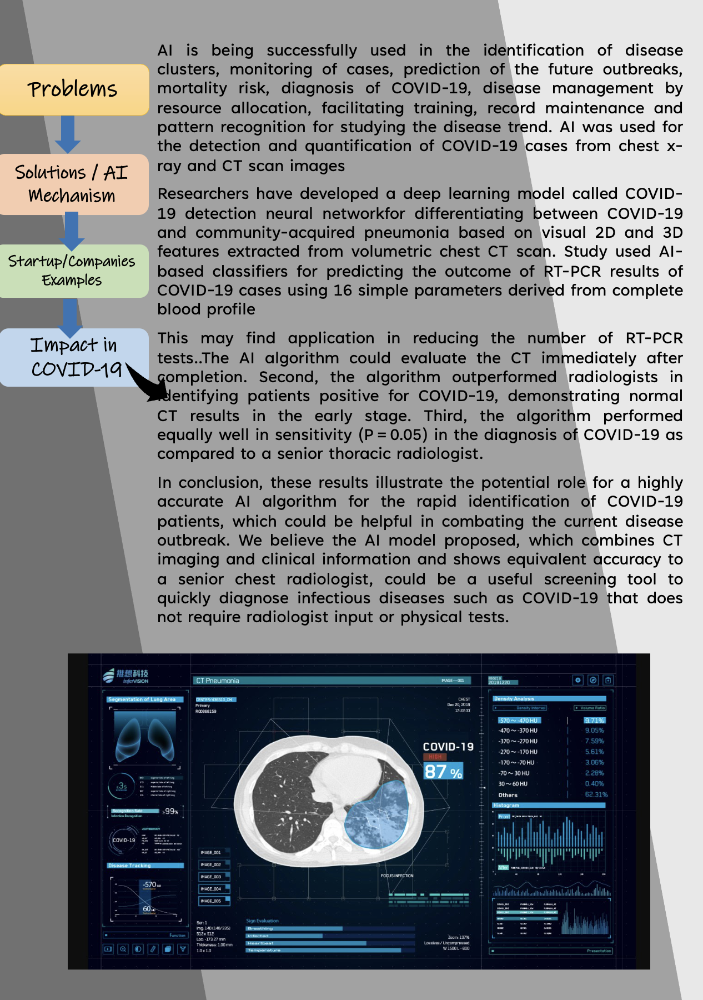 Problems
Solutions / AI
Mechanism
Startup/Companies
Examples
Impact in
COVID-19
AI is being successfully used in the identification of disease
clusters, monitoring of cases, prediction of the future outbreaks,
mortality risk, diagnosis of COVID-19, disease management by
resource allocation, facilitating training, record maintenance and
pattern recognition for studying the disease trend. AI was used for
the detection and quantification of COVID-19 cases from chest x-
ray and CT scan images
Researchers have developed a deep learning model called COVID-
19 detection neural networkfor differentiating between COVID-19
and community-acquired pneumonia based on visual 2D and 3D
features extracted from volumetric chest CT scan. Study used AI-
based classifiers for predicting the outcome of RT-PCR results of
COVID-19 cases using 16 simple parameters derived from complete
blood profile
This may find application in reducing the number of RT-PCR
tests..The AI algorithm could evaluate the CT immediately after
completion. Second, the algorithm outperformed radiologists in
identifying patients positive for COVID-19, demonstrating normal
CT results in the early stage. Third, the algorithm performed
equally well in sensitivity (P = 0.05) in the diagnosis of COVID-19 as
compared to a senior thoracic radiologist.
In conclusion, these results illustrate the potential role for a highly
accurate AI algorithm for the rapid identification of COVID-19
patients, which could be helpful in combating the current disease
outbreak. We believe the AI model proposed, which combines CT
imaging and clinical information and shows equivalent accuracy to
a senior chest radiologist, could be a useful screening tool to
quickly diagnose infectious diseases such as COVID-19 that does
not require radiologist input or physical tests.
推想科技
inferVISION
Segmentation of Lung Area
<3s
Recognition Rate
Infection Recognition
>99%
COVID-19
Disease Tracking
-570 HU
60 HU
Function
CT Pneumonia
IMAGE—001
CENTER/436510_CH
Primary
R00868159
CHEST
Dec 20, 2019
17:22:33
COVID-19
HIGH
87 %
IMAGE_001
IMAGE_002
IMAGE_003
IMAGE_004
IMAGE_005
FOCUS INFECTION
Ser: 1
Img: 140 (140/335)
512 x 512
Loc: -173.27 mm
Thickness: 1.00 mm
1.0 x 1.0
Sign Evaluation
Breathing
Infected
Heartbeat
Temperature
Zoom: 137%
Lossless / Uncompressed
W 1500 L - 600
20191220
Density Analysis
Density Interval Volume Ratio
-570 ～ -470 HU 9.71%
-470 ～ -370 HU 9.05%
-370 ～ -270 HU 7.59%
-270 ～ -170 HU 5.61%
-170 ～ -70 HU 3.06%
-70 ～ 30 HU 2.28%
30 ～ 60 HU 0.40%
Others 62.31%
Histogram
Front
After
Presentation